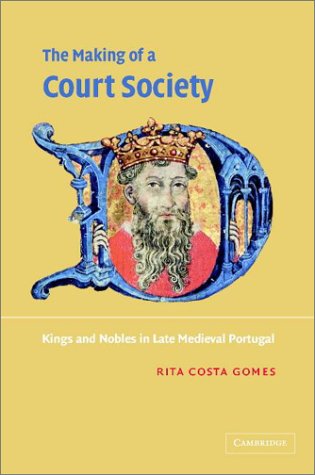 The Making of a
Court Society
Kings and Nobles in Late Medieval Portugal
RITA COSTA GOMES
CAMBRIDGE